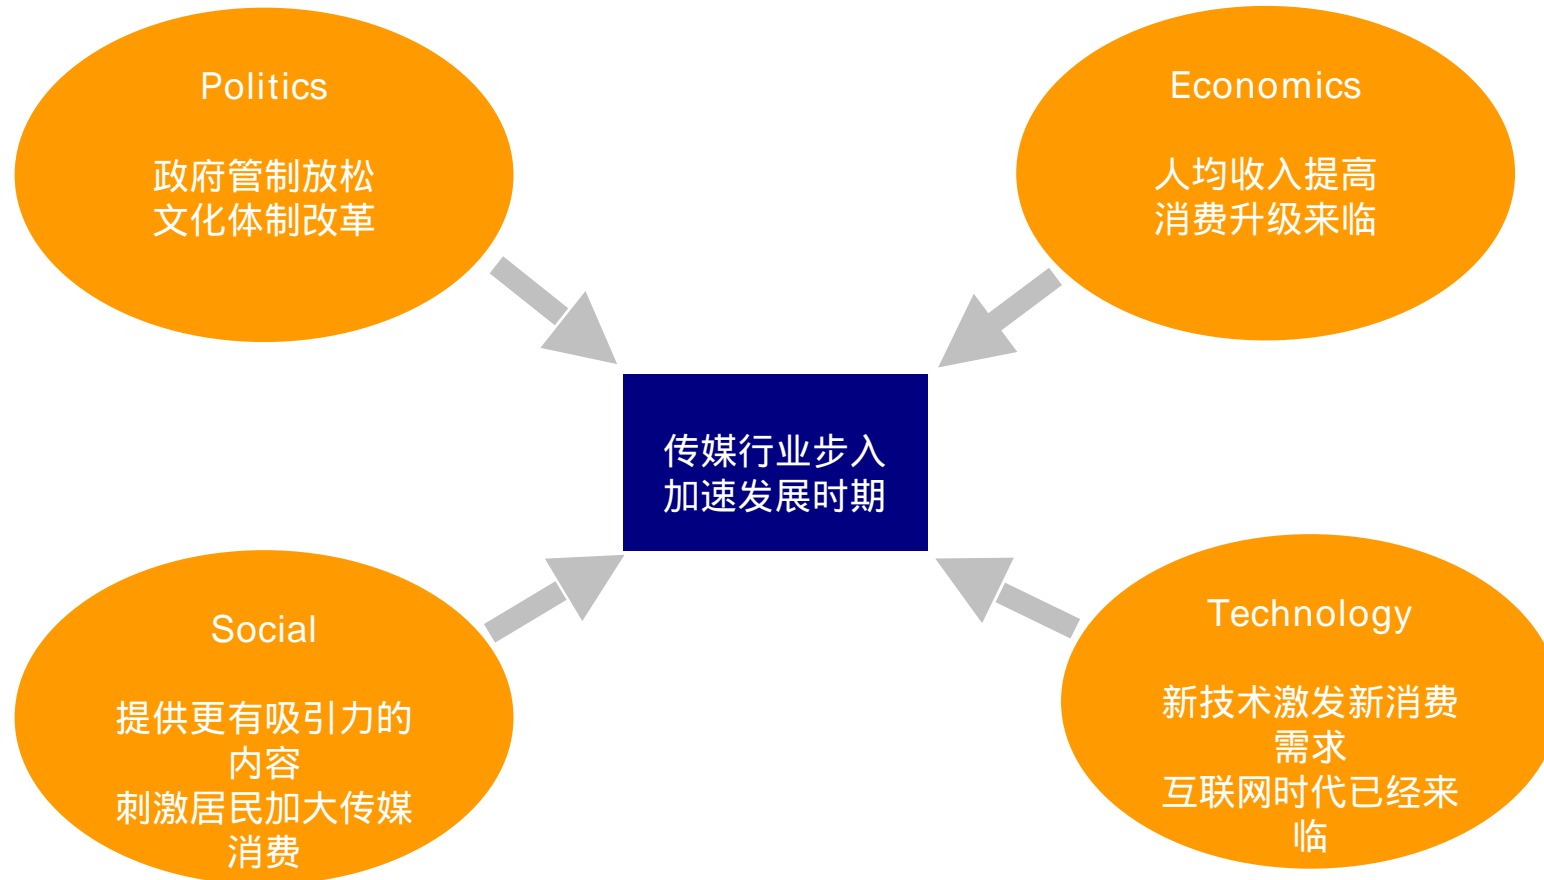 Politics
政府管制放松
文化体制改革
Economics
人均收入提高
消费升级来临
传媒行业步入
加速发展时期
Social
提供更有吸引力的
内容
刺激居民加大传媒
消费
Technology
新技术激发新消费
需求
互联网时代已经来
临